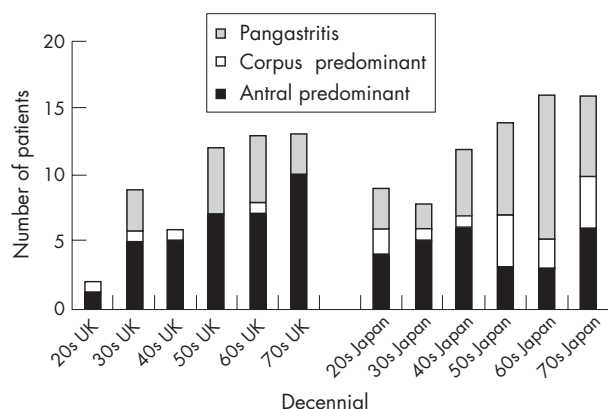 Pangastritis
Corpus predominant
Antral predominant
Number of patients
20
15
10
5
0
20s UK
30s UK
40s UK
50s UK
60s UK
70s UK
20s Japan
30s Japan
40s Japan
50s Japan
60s Japan
70s Japan
Decennial